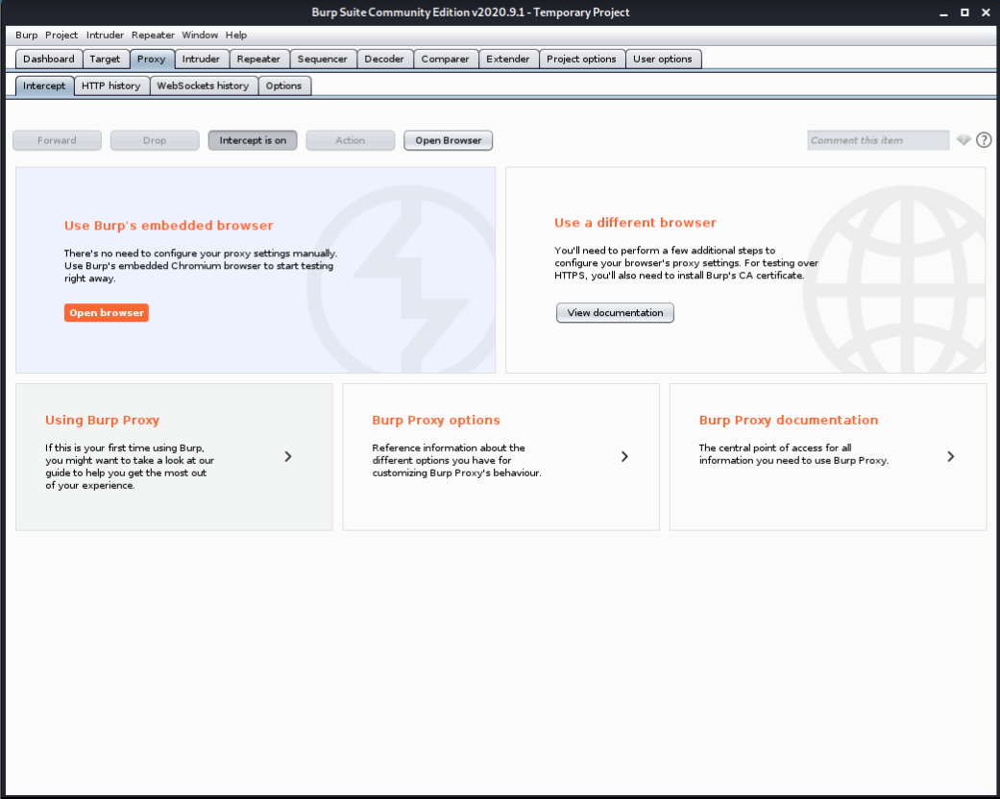 Burp Suite Community Edition v2020.9.1 - Temporary Project
Burp Project Intruder Repeater Window Help
Dashboard Target Proxy Intruder Repeater Sequencer Decoder Comparer Extender Project options User options
Intercept HTTP history WebSockets history Options
Forward Drop Intercept is on Action Open Browser Comment this item ?
Use Burp's embedded browser
There's no need to configure your proxy settings manually.
Use Burp's embedded Chromium browser to start testing
right away.
Open browser
Use a different browser
You'll need to perform a few additional steps to
configure your browser's proxy settings. For testing over
HTTPS, you'll also need to install Burp's CA certificate.
View documentation
Using Burp Proxy
If this is your first time using Burp,
you might want to take a look at our
guide to help you get the most out
of your experience.
Burp Proxy options
Reference information about the
different options you have for
customizing Burp Proxy's behaviour.
Burp Proxy documentation
The central point of access for all
information you need to use Burp Proxy.